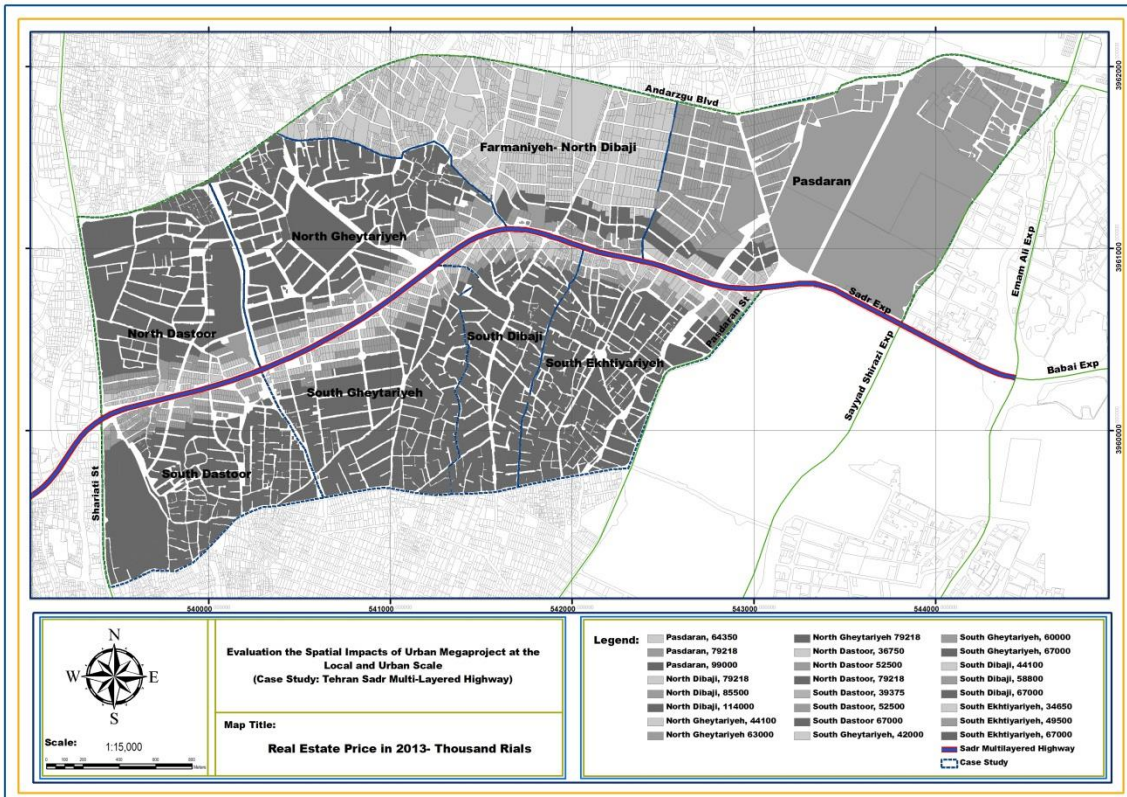 Andarzgu Blvd
3962000
Farmaniyeh- North Dibaji
Pasdaran
North Gheytariyeh
3961000
Emam Ali Exp
Sadr Exp
North Dastoor
South Dibaji
Pasdaran St
South Ekhtiyariyeh
Sayyad Shirazi Exp
Babai Exp
South Gheytariyeh
3960000
South Dastoor
Shariati St
540000
541000
542000
543000
544000
N
W E
S
Scale:
1:15,000
Evaluation the Spatial Impacts of Urban Megaproject at the
Local and Urban Scale
(Case Study: Tehran Sadr Multi-Layered Highway)
Map Title:
Real Estate Price in 2013- Thousand Rials
Legend:
Pasdaran, 64350
Pasdaran, 79218
Pasdaran, 99000
North Dibaji, 79218
North Dibaji, 85500
North Dibaji, 114000
North Gheytariyeh, 44100
North Gheytariyeh 63000
North Gheytariyeh 79218
North Dastoor, 36750
North Dastoor 52500
North Dastoor, 79218
South Dastoor, 39375
South Dastoor, 52500
South Dastoor 67000
South Gheytariyeh, 42000
South Gheytariyeh, 60000
South Gheytariyeh, 67000
South Dibaji, 44100
South Dibaji, 58800
South Dibaji, 67000
South Ekhtiyariyeh, 34650
South Ekhtiyariyeh, 49500
South Ekhtiyariyeh, 67000
Sadr Multilayered Highway
Case Study